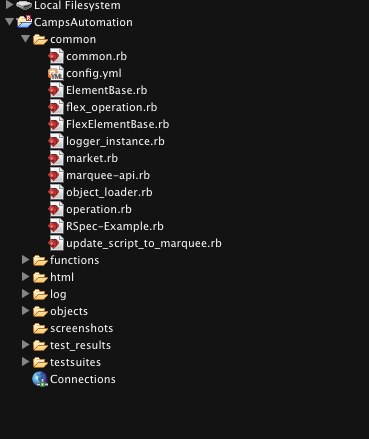 Local Filesystem
CampsAutomation
common
common.rb
config.yml
ElementBase.rb
flex_operation.rb
FlexElementBase.rb
logger_instance.rb
market.rb
marquee-api.rb
object_loader.rb
operation.rb
RSpec-Example.rb
update_script_to_marquee.rb
functions
html
log
objects
screenshots
test_results
testsuites
Connections